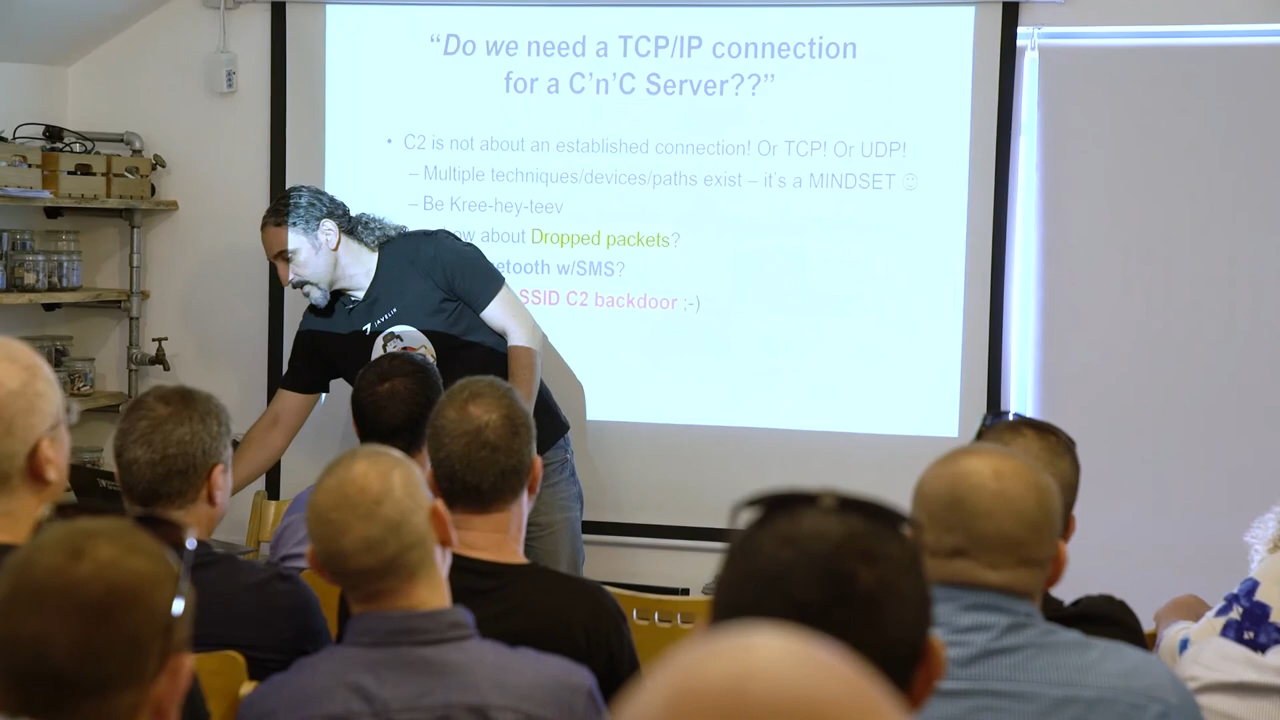 “Do we need a TCP/IP connection
for a C’n’C Server??”
• C2 is not about an established connection! Or TCP! Or UDP!
– Multiple techniques/devices/paths exist – it’s a MINDSET ☺
– Be Kree-hey-teev
about Dropped packets?
w/SMS?
SSID C2 backdoor ;-)
JAVELIN